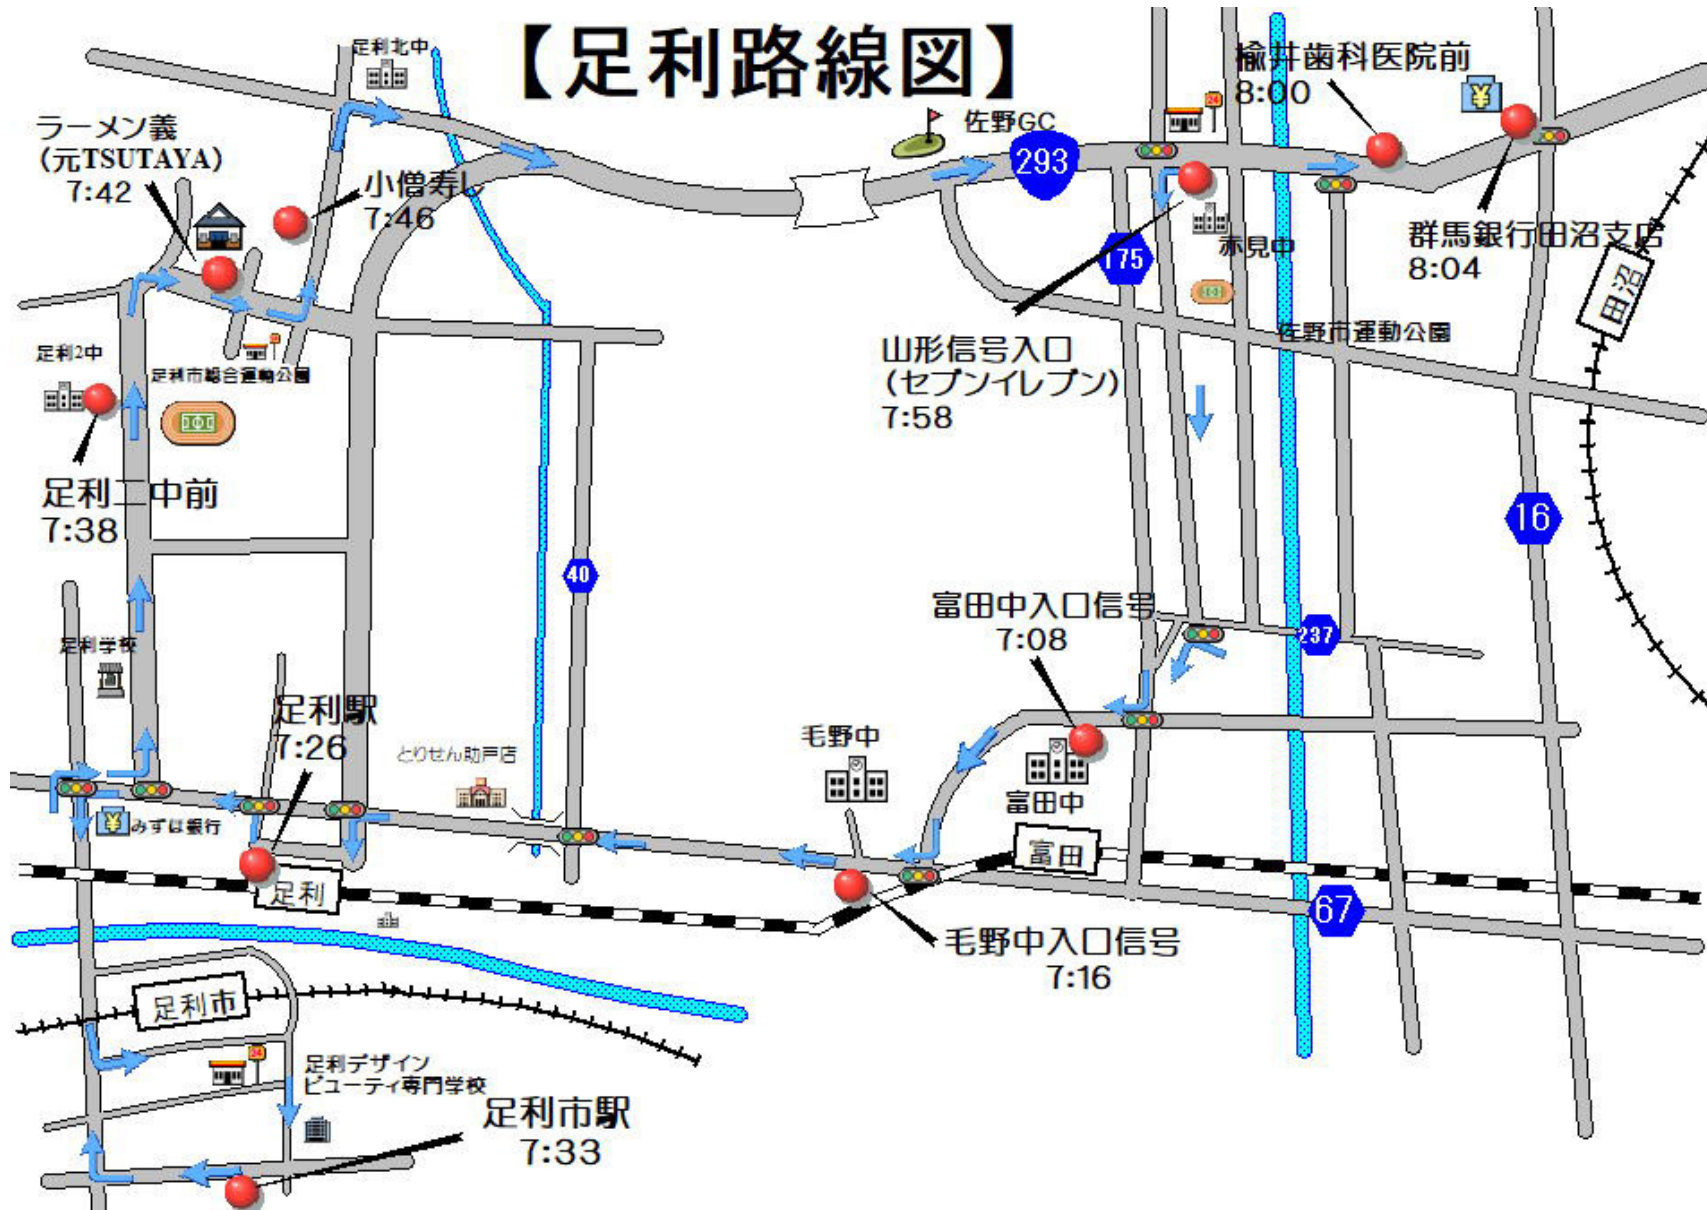 【足利路線図】
足利北中
ラーメン義
（元TSUTAYA）
7:42
小僧寿し
7:46
佐野GC
293
24
楡井歯科医院前
8:00
¥
群馬銀行田沼支店
8:04
田沼
赤見中
175
山形信号入口
（セブンイレブン）
7:58
佐野市運動公園
足利2中
足利市総合運動公園
足利二中前
7:38
16
40
富田中入口信号
7:08
237
足利学校
足利駅
7:26
とりせん助戸店
毛野中
富田中
¥
みずほ銀行
富田
足利
67
毛野中入口信号
7:16
足利市
24
足利デザイン
ビューティ専門学校
足利市駅
7:33